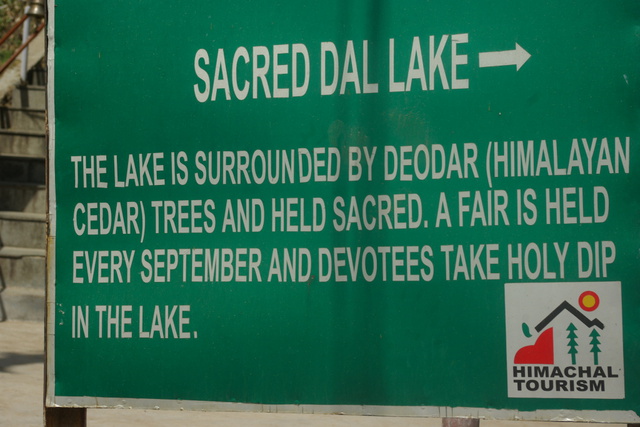 SACRED DAL LAKE →
THE LAKE IS SURROUNDED BY DEODAR (HIMALAYAN
CEDAR) TREES AND HELD SACRED. A FAIR IS HELD
EVERY SEPTEMBER AND DEVOTEES TAKE HOLY DIP
IN THE LAKE.
HIMACHAL
TOURISM